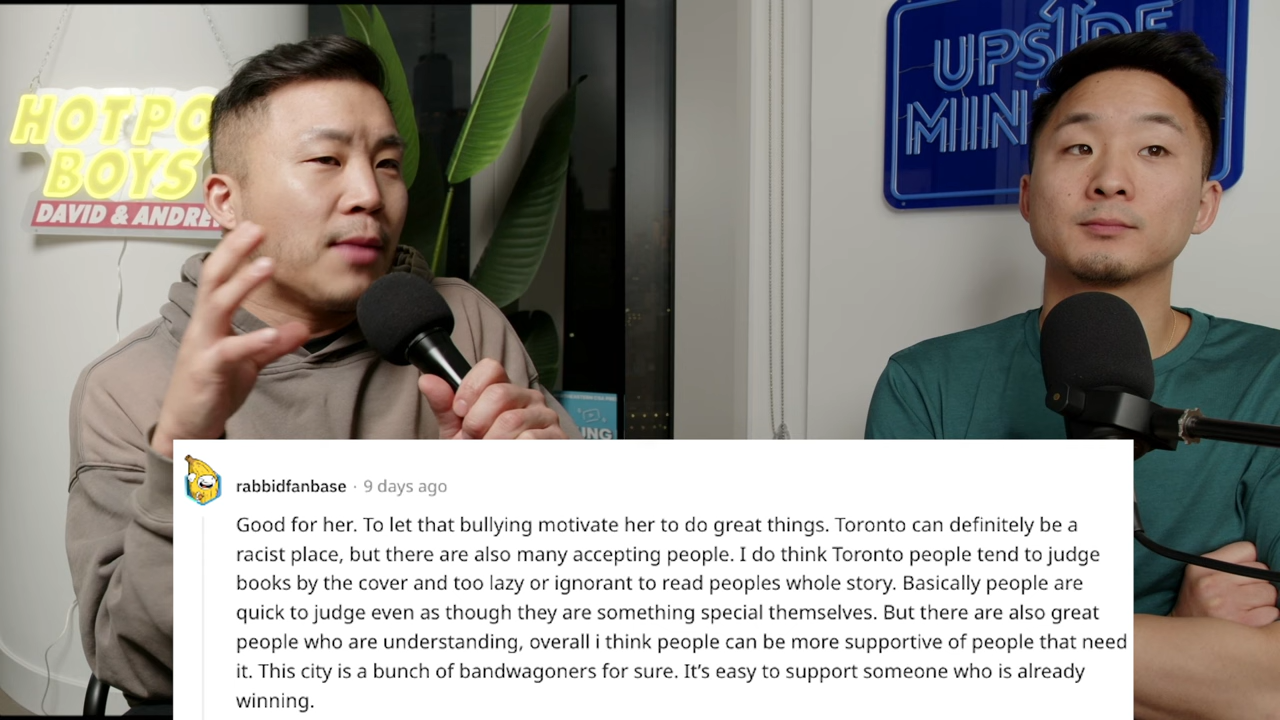 HOTPO
BOYS
DAVID & ANDRE
UPSIDE
MIN
UNG
rabbidfanbase · 9 days ago
Good for her. To let that bullying motivate her to do great things. Toronto can definitely be a
racist place, but there are also many accepting people. I do think Toronto people tend to judge
books by the cover and too lazy or ignorant to read peoples whole story. Basically people are
quick to judge even as though they are something special themselves. But there are also great
people who are understanding, overall i think people can be more supportive of people that need
it. This city is a bunch of bandwagoners for sure. It’s easy to support someone who is already
winning.